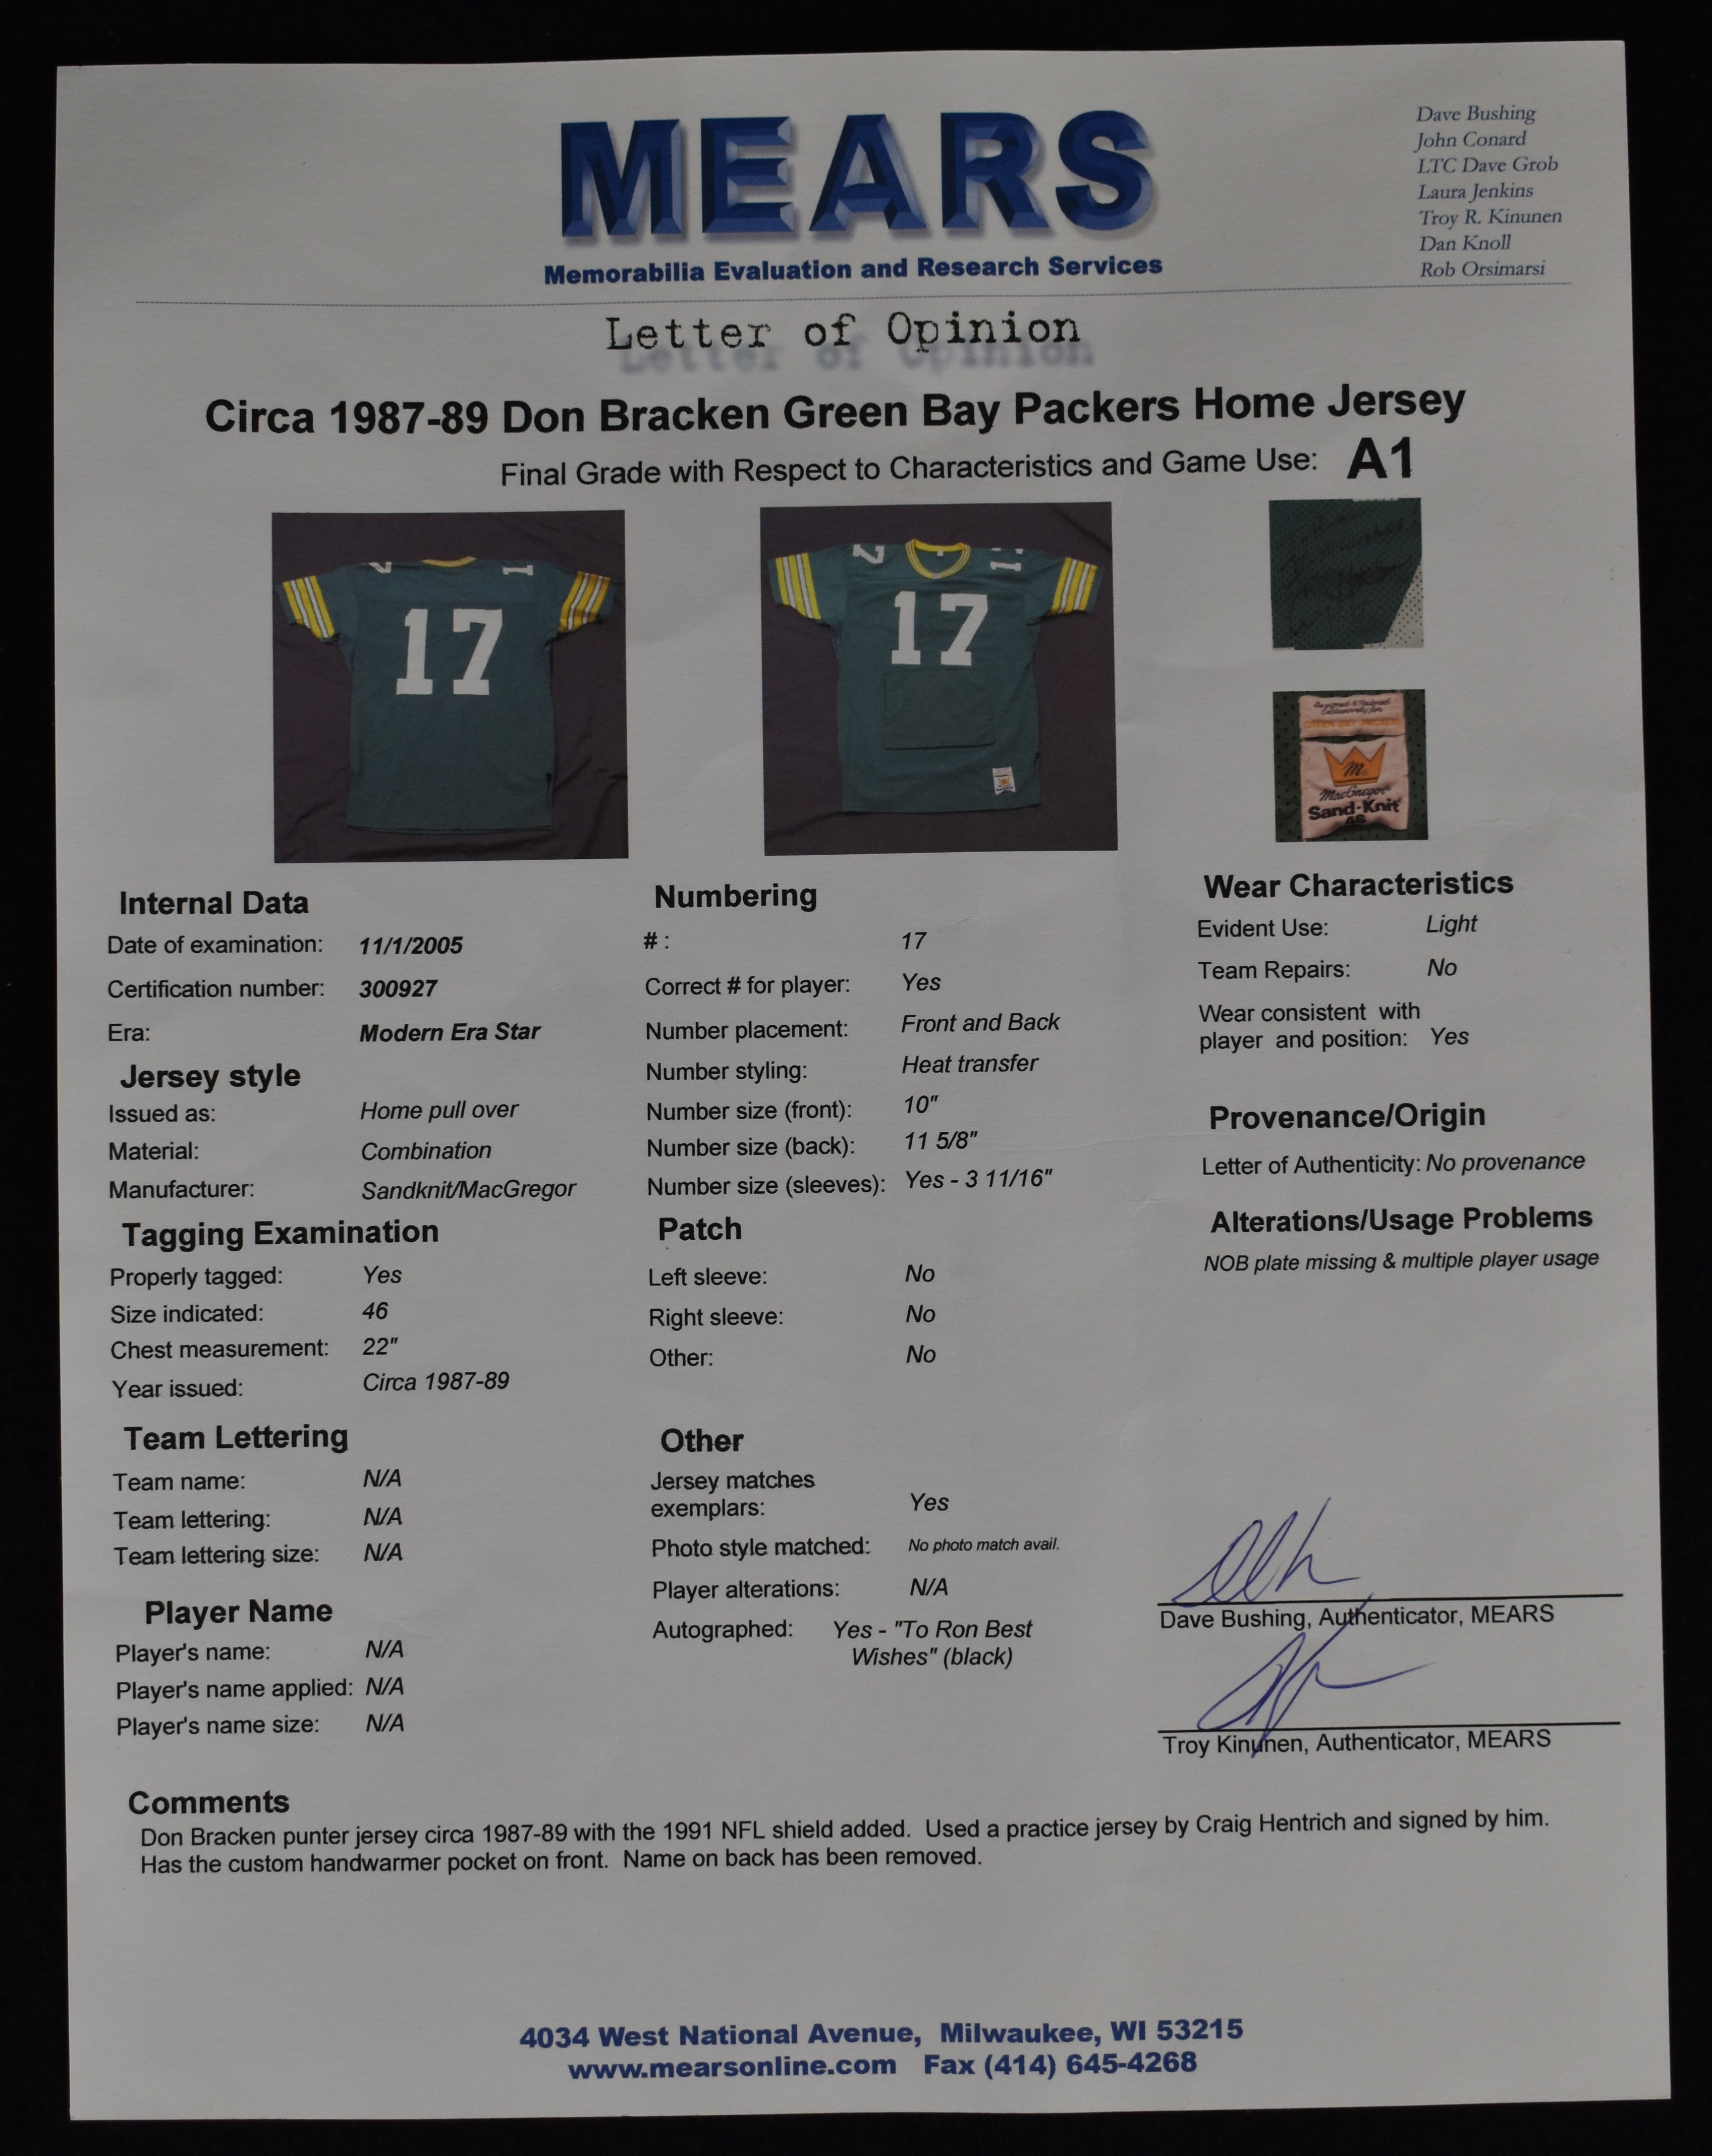 MEARS
Memorabilia Evaluation and Research Services
Dave Bushing
John Conard
LTC Dave Grob
Laura Jenkins
Troy R. Kinunen
Dan Knoll
Rob Orsimarsi
Letter of Opinion
Circa 1987-89 Don Bracken Green Bay Packers Home Jersey
Final Grade with Respect to Characteristics and Game Use: A1
17
17
Designed & Tailored
Exclusively for
GREEN BAY PACKERS
M
MacGregor
Sand-Knit
46
Internal Data
Date of examination: 11/1/2005
Certification number: 300927
Era: Modern Era Star
Jersey style
Issued as: Home pull over
Material: Combination
Manufacturer: Sandknit/MacGregor
Tagging Examination
Properly tagged: Yes
Size indicated: 46
Chest measurement: 22"
Year issued: Circa 1987-89
Team Lettering
Team name: N/A
Team lettering: N/A
Team lettering size: N/A
Player Name
Player's name: N/A
Player's name applied: N/A
Player's name size: N/A
Numbering
# : 17
Correct # for player: Yes
Number placement: Front and Back
Number styling: Heat transfer
Number size (front): 10"
Number size (back): 11 5/8"
Number size (sleeves): Yes - 3 11/16"
Patch
Left sleeve: No
Right sleeve: No
Other: No
Other
Jersey matches
exemplars: Yes
Photo style matched: No photo match avail.
Player alterations: N/A
Autographed: Yes - "To Ron Best
Wishes" (black)
Wear Characteristics
Evident Use: Light
Team Repairs: No
Wear consistent with
player and position: Yes
Provenance/Origin
Letter of Authenticity: No provenance
Alterations/Usage Problems
NOB plate missing & multiple player usage
Dave Bushing, Authenticator, MEARS
Troy Kinunen, Authenticator, MEARS
Comments
Don Bracken punter jersey circa 1987-89 with the 1991 NFL shield added. Used a practice jersey by Craig Hentrich and signed by him.
Has the custom handwarmer pocket on front. Name on back has been removed.
4034 West National Avenue, Milwaukee, WI 53215
www.mearsonline.com Fax (414) 645-4268